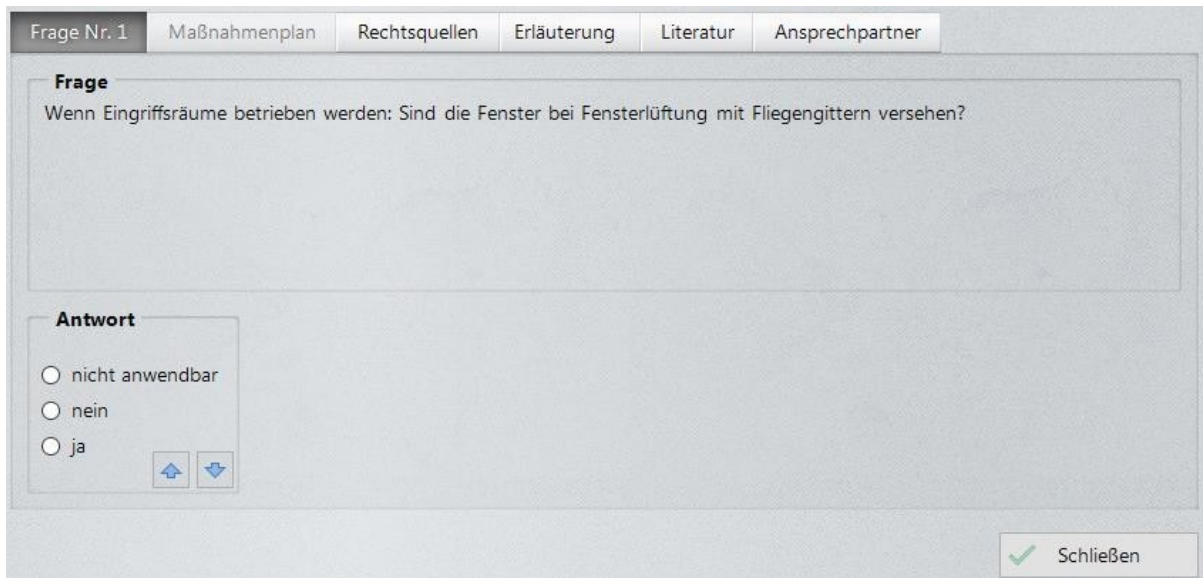 Frage Nr. 1 Maßnahmenplan Rechtsquellen Erläuterung Literatur Ansprechpartner
Frage
Wenn Eingriffsräume betrieben werden: Sind die Fenster bei Fensterlüftung mit Fliegengittern versehen?
Antwort
nicht anwendbar
nein
ja
Schließen